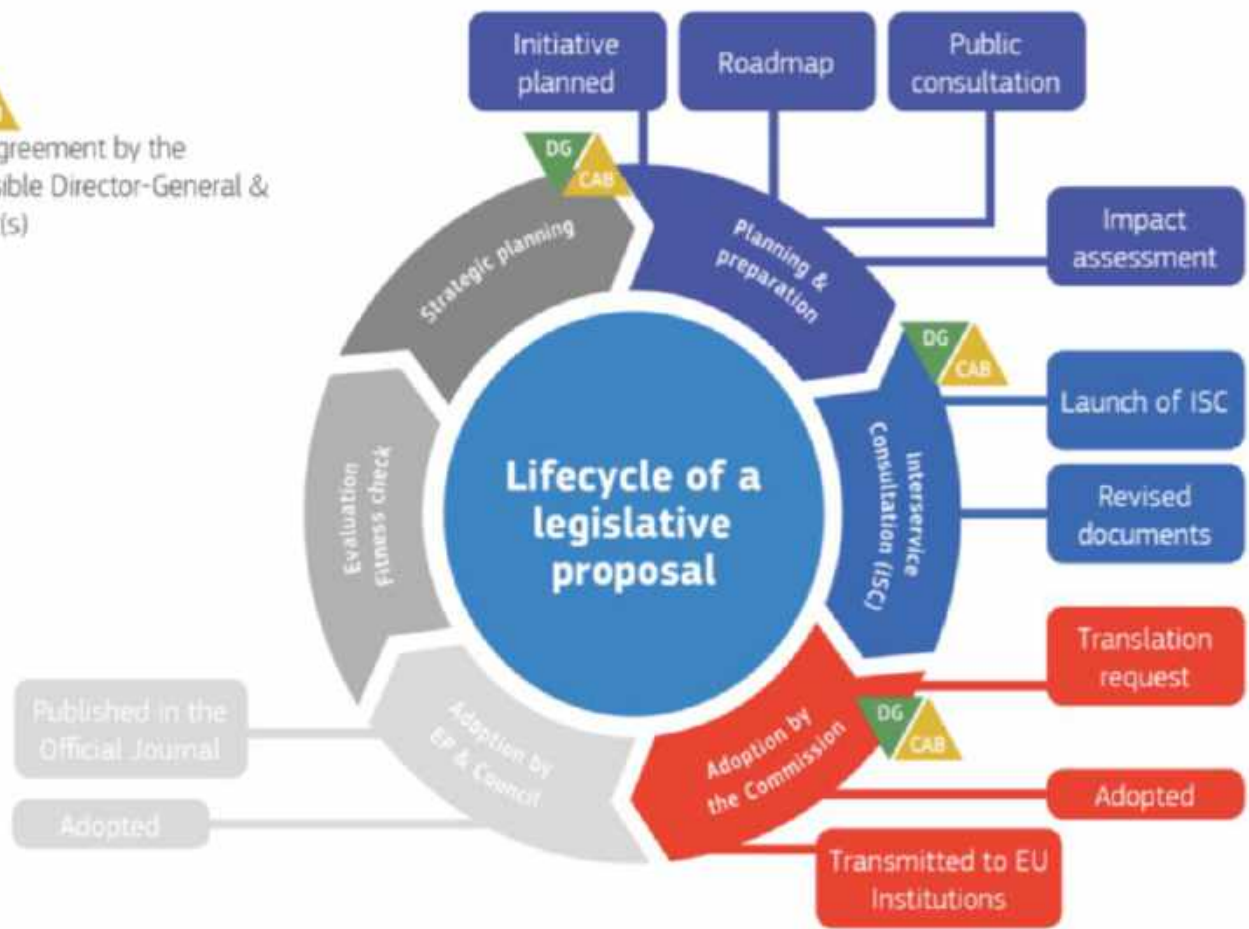 Initiative
planned
Roadmap
Public
consultation
DG
CAB
greement by the
sible Director-General &
(s)
Strategic planning
Planning &
preparation
Impact
assessment
DG
CAB
Launch of ISC
Interservice
Consultation (ISC)
Revised
documents
Evaluation
Fitness check
Lifecycle of a
legislative
proposal
Translation
request
DG
CAB
Adoption by
the Commission
Adopted
Transmitted to EU
Institutions
Adoption by
EP & Council
Published in the
Official Journal
Adopted